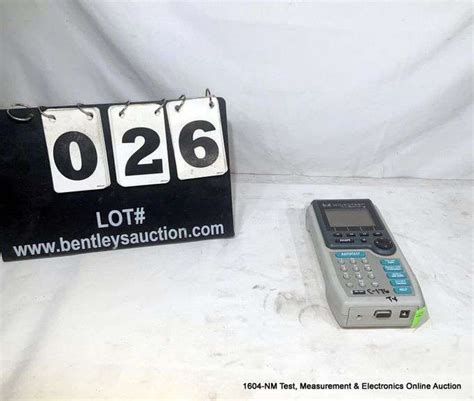 026
LOT#
www.bentleysauction.com
AUTOTEST
1604-NM Test, Measurement & Electronics Online Auction